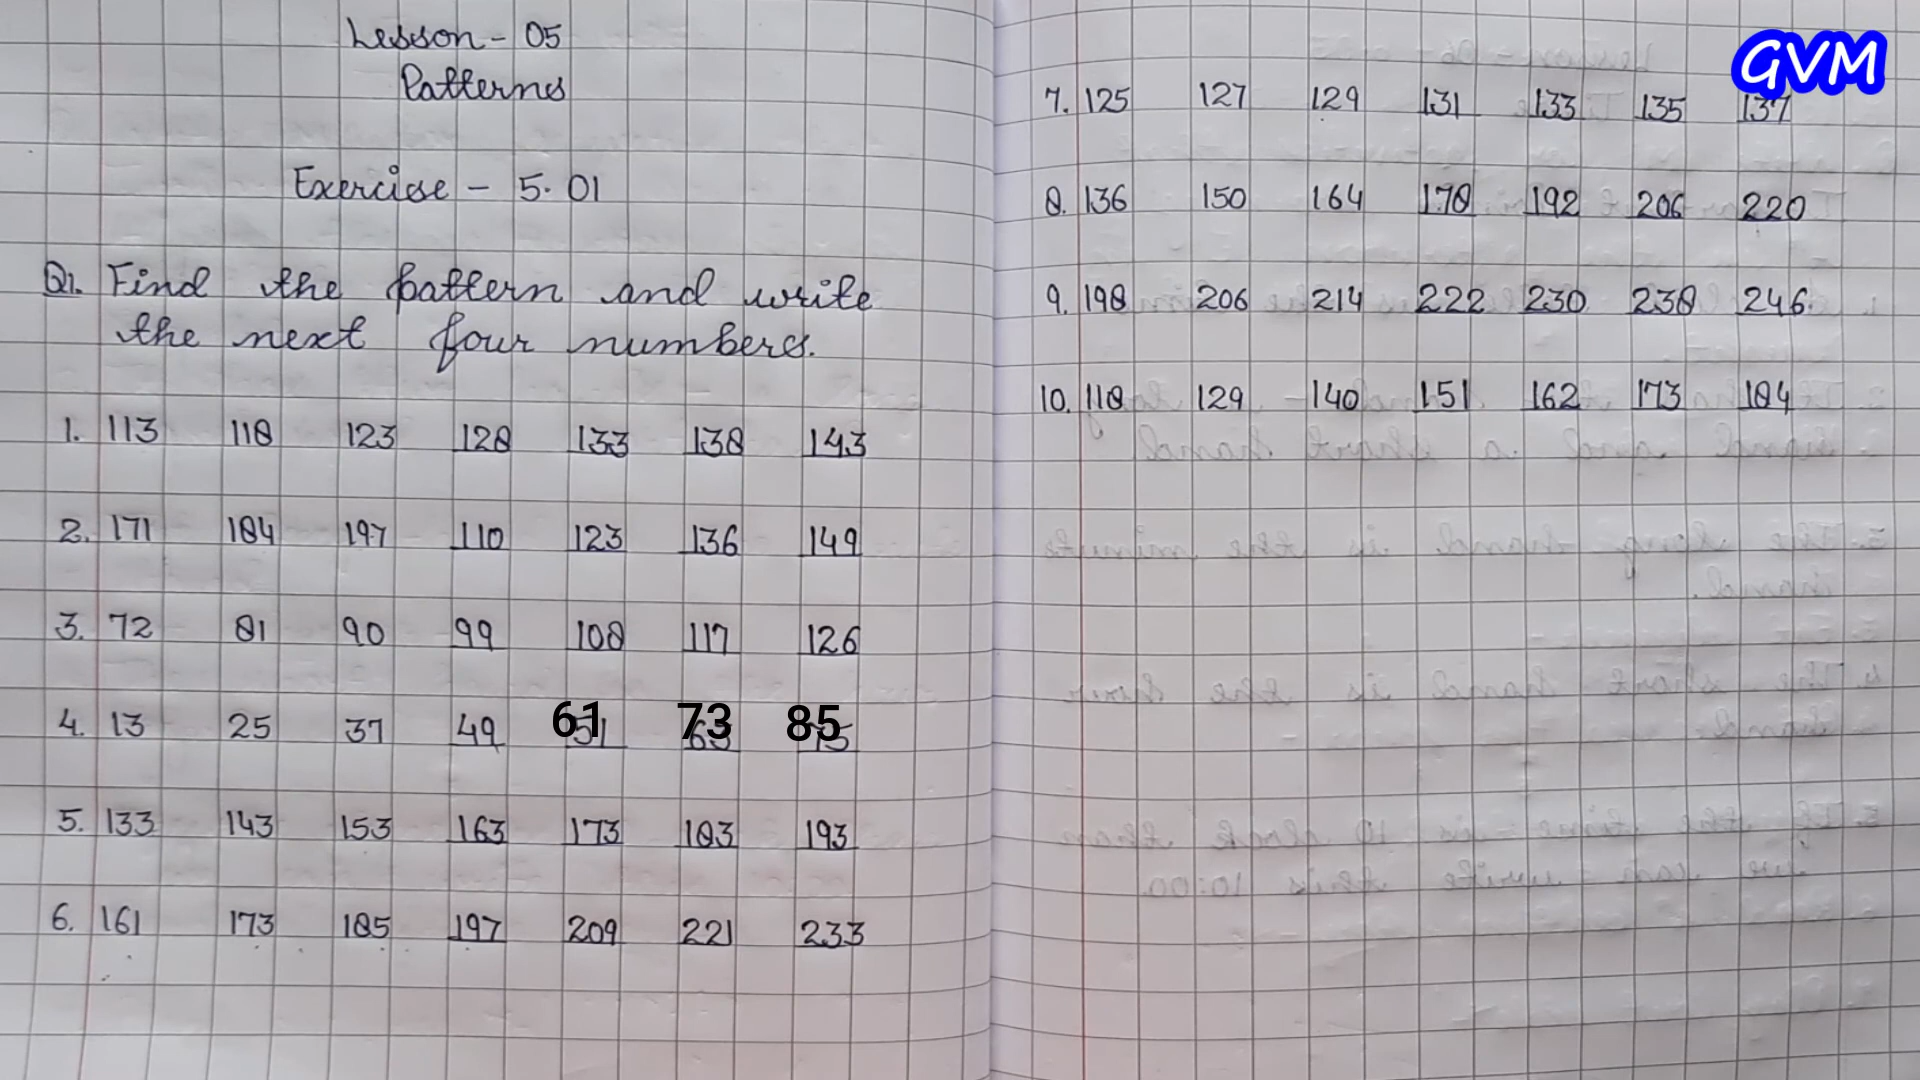 Lesson - 05
Patterns
Exercise - 5.01
Q1. Find the pattern and write
the next four numbers.
1. 113 118 123 128 133 138 143
2. 171 184 197 110 123 136 149
3. 72 81 90 99 108 117 126
4. 13 25 37 49 61 73 85
5. 133 143 153 163 173 183 193
6. 161 173 185 197 209 221 233
GVM
7. 125 127 129 131 133 135 137
8. 136 150 164 178 192 206 220
9. 198 206 214 222 230 238 246
10. 118 129 140 151 162 173 184